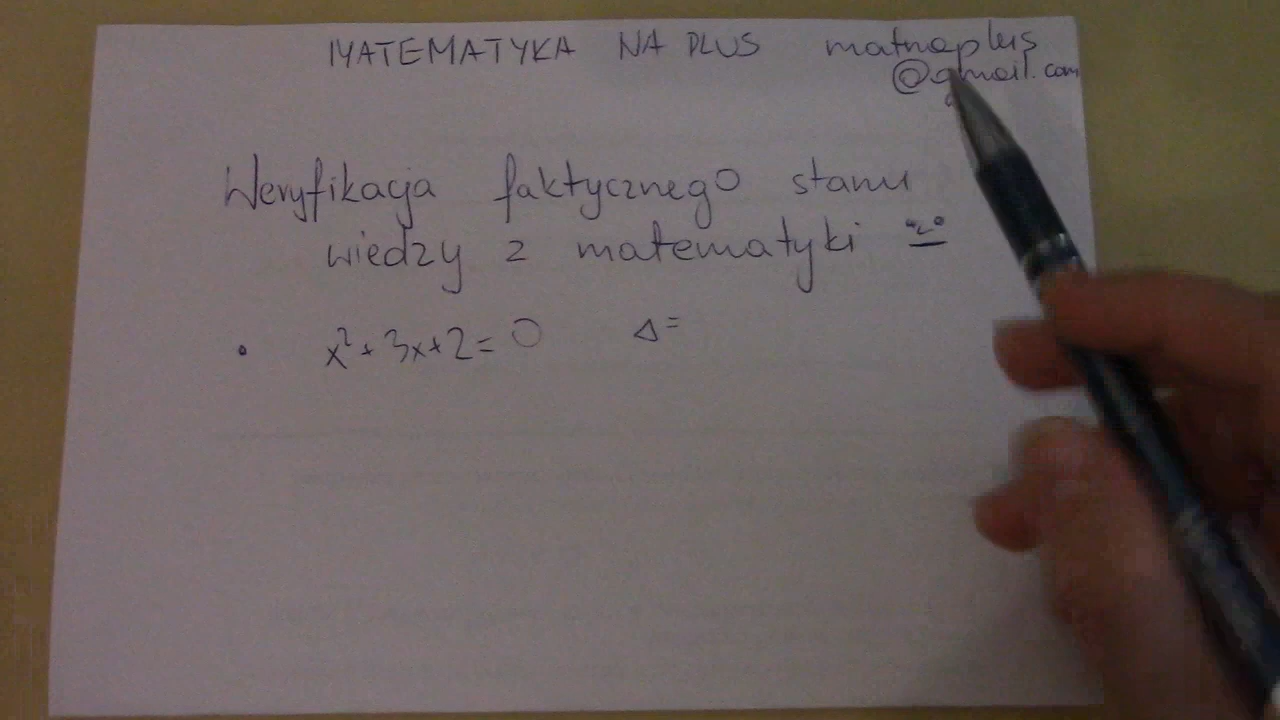 MATEMATYKA NA PLUS matnaplus
@gmail.com
Weryfikacja faktycznego stanu
wiedzy z matematyki
• x²+3x+2=0 Δ=